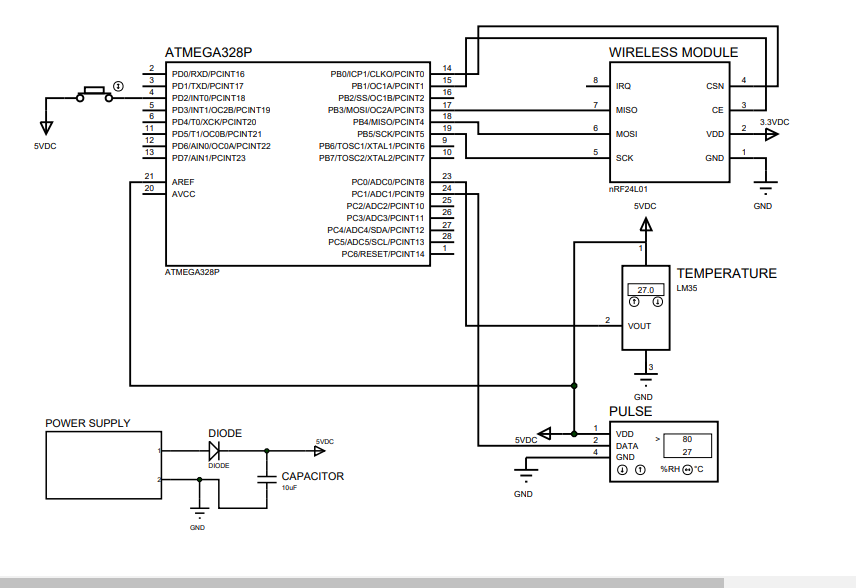 ATMEGA328P
2 PD0/RXD/PCINT16
3 PD1/TXD/PCINT17
4 PD2/INT0/PCINT18
5 PD3/INT1/OC2B/PCINT19
6 PD4/T0/XCK/PCINT20
11 PD5/T1/OC0B/PCINT21
12 PD6/AIN0/OC0A/PCINT22
13 PD7/AIN1/PCINT23
21 AREF
20 AVCC
PB0/ICP1/CLKO/PCINT0 14
PB1/OC1A/PCINT1 15
PB2/SS/OC1B/PCINT2 16
PB3/MOSI/OC2A/PCINT3 17
PB4/MISO/PCINT4 18
PB5/SCK/PCINT5 19
PB6/TOSC1/XTAL1/PCINT6 9
PB7/TOSC2/XTAL2/PCINT7 10
PC0/ADC0/PCINT8 23
PC1/ADC1/PCINT9 24
PC2/ADC2/PCINT10 25
PC3/ADC3/PCINT11 26
PC4/ADC4/SDA/PCINT12 27
PC5/ADC5/SCL/PCINT13 28
PC6/RESET/PCINT14 1
ATMEGA328P
5VDC
WIRELESS MODULE
8 IRQ
7 MISO
6 MOSI
5 SCK
CSN 4
CE 3
VDD 2
GND 1
nRF24L01
3.3VDC
GND
5VDC
1
TEMPERATURE
LM35
27.0
2 VOUT
3
GND
PULSE
5VDC
1 VDD
2 DATA
4 GND
> 80
27
%RH °C
GND
POWER SUPPLY
1
2
DIODE
DIODE
5VDC
CAPACITOR
10uF
GND